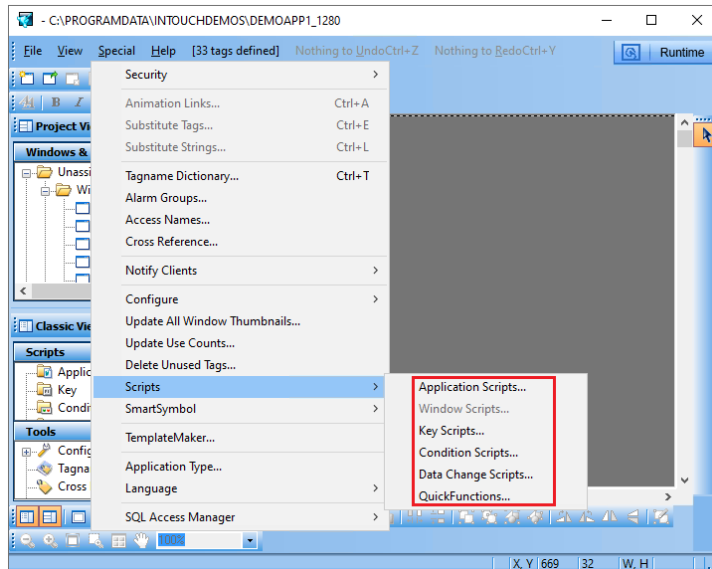 - C:\PROGRAMDATA\INTOUCHDEMOS\DEMOAPP1_1280
File View Special Help [33 tags defined] Nothing to UndoCtrl+Z Nothing to RedoCtrl+Y Runtime
Security
B I
Animation Links... Ctrl+A
Substitute Tags... Ctrl+E
Project Vi
Substitute Strings... Ctrl+L
Windows &
Unassi
Tagname Dictionary... Ctrl+T
Wi
Alarm Groups...
Access Names...
Cross Reference...
Notify Clients
Configure
Update All Window Thumbnails...
Classic Vie
Update Use Counts...
Scripts
Delete Unused Tags...
Applic
Scripts
Application Scripts...
Key
SmartSymbol
Window Scripts...
Condi
Key Scripts...
Tools
TemplateMaker...
Condition Scripts...
Config
Application Type...
Data Change Scripts...
Tagna
Language
QuickFunctions...
Cross
SQL Access Manager
100%
X, Y 669 32 W, H